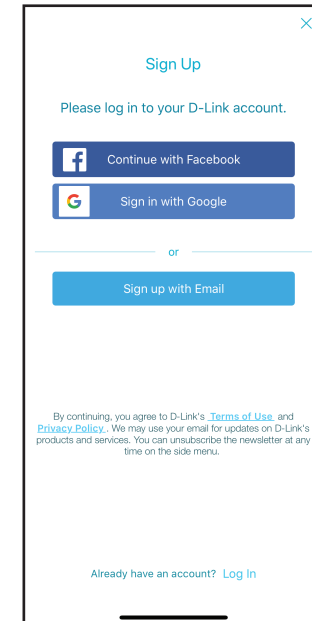 Sign Up
Please log in to your D-Link account.
Continue with Facebook
Sign in with Google
or
Sign up with Email
By continuing, you agree to D-Link's Terms of Use and
Privacy Policy. We may use your email for updates on D-Link's
products and services. You can unsubscribe the newsletter at any
time on the side menu.
Already have an account? Log In